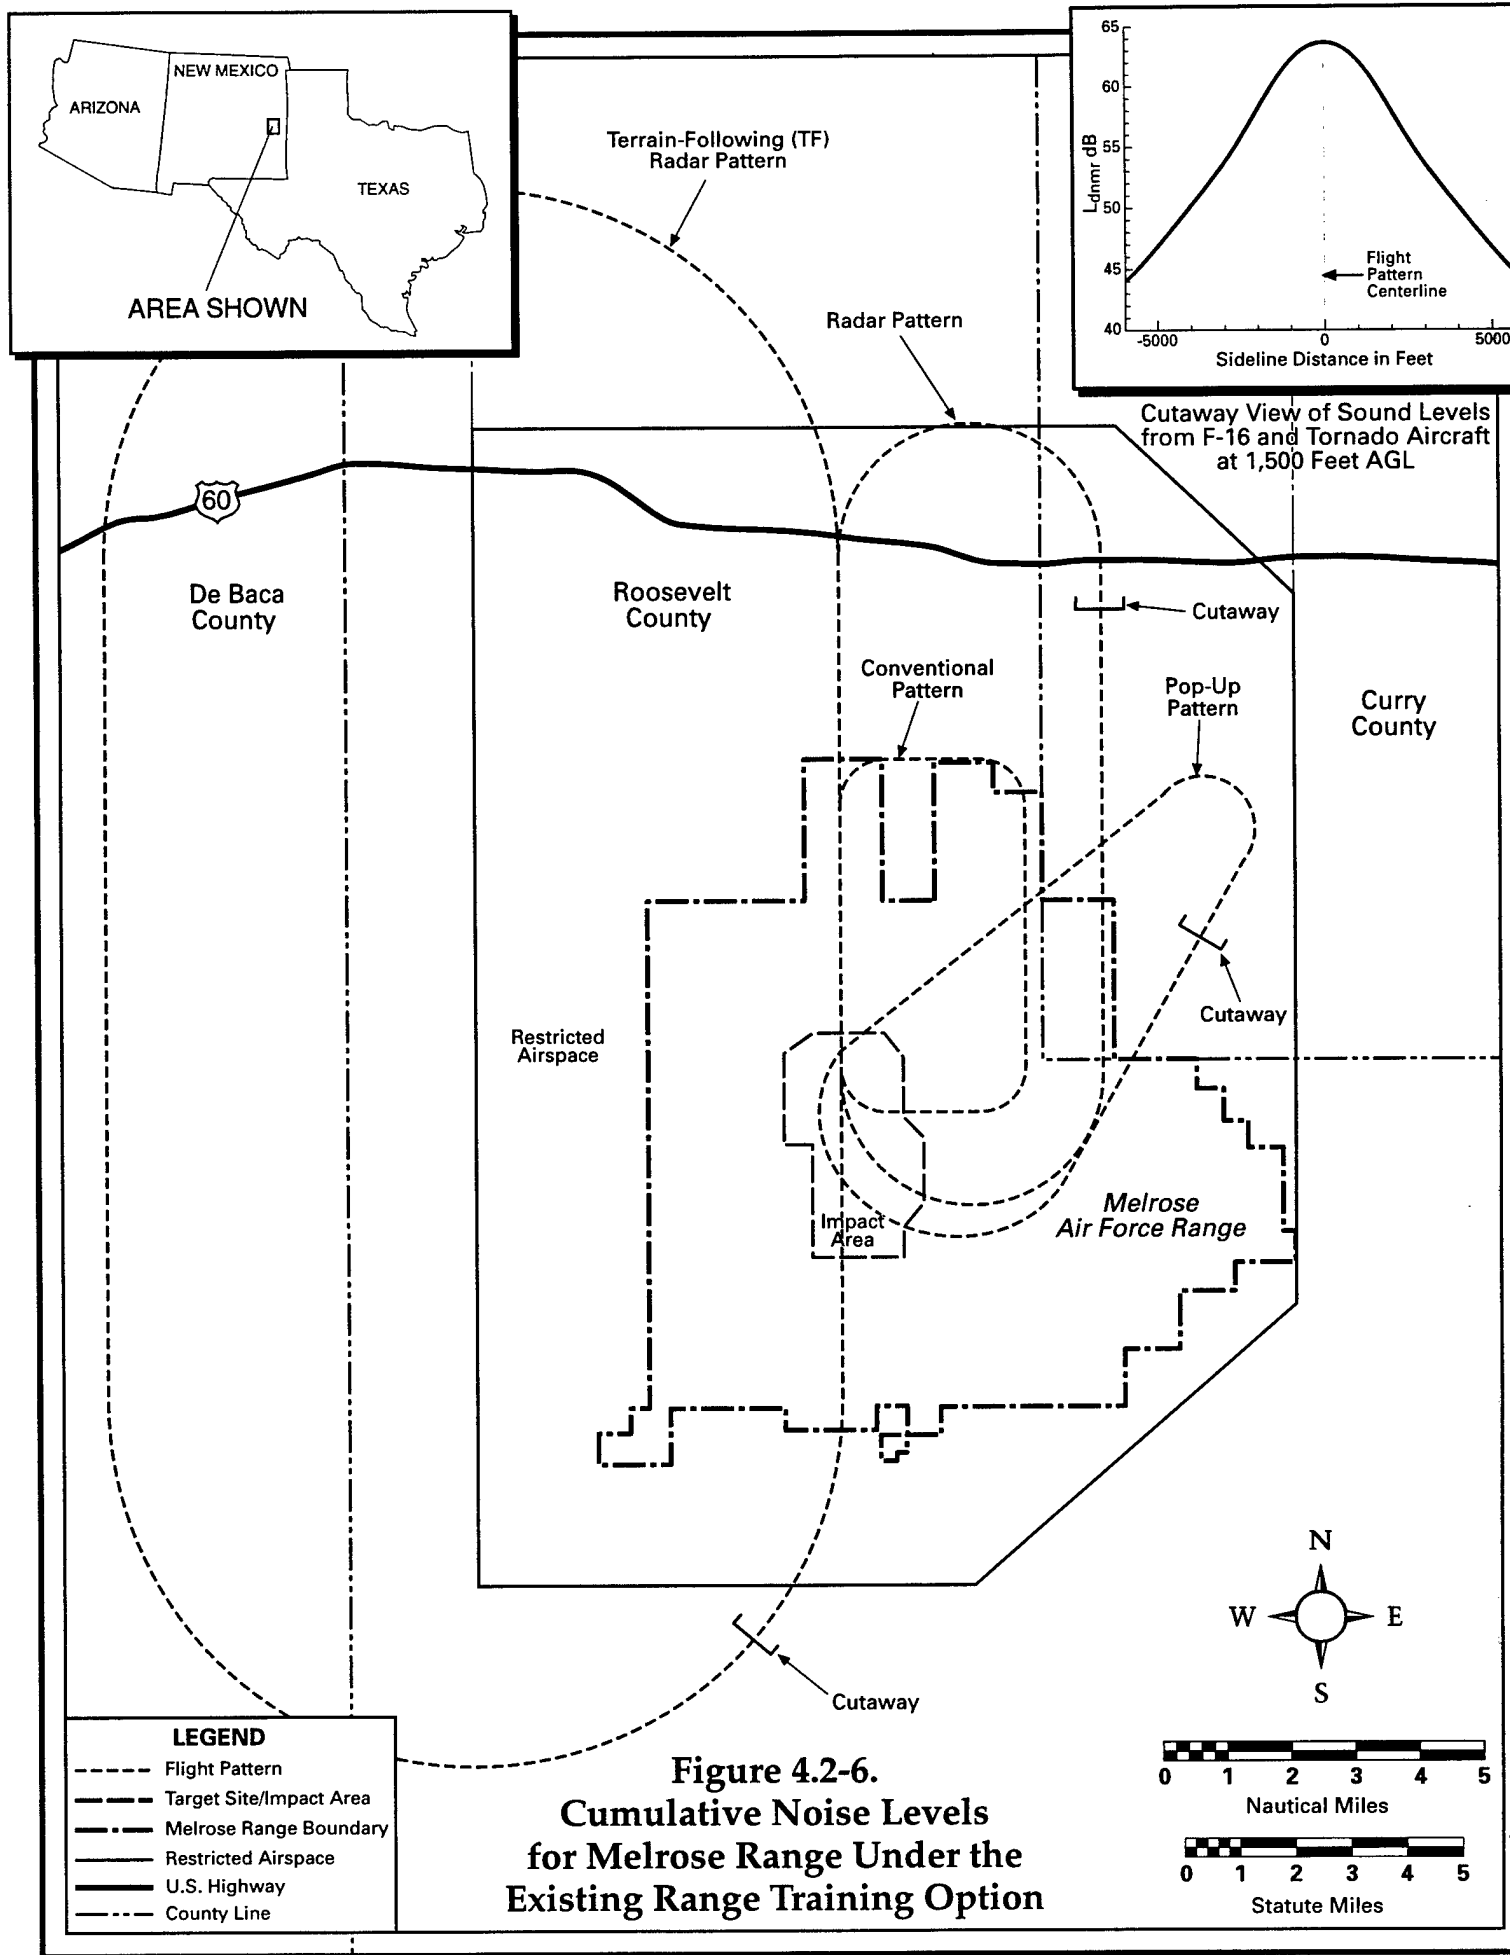 NEW MEXICO
ARIZONA
TEXAS
AREA SHOWN
Terrain-Following (TF)
Radar Pattern
Radar Pattern
65
60
55
50
45
40
Ldnmr dB
Flight
Pattern
Centerline
-5000
0
5000
Sideline Distance in Feet
Cutaway View of Sound Levels
from F-16 and Tornado Aircraft
at 1,500 Feet AGL
60
De Baca
County
Roosevelt
County
Cutaway
Conventional
Pattern
Pop-Up
Pattern
Curry
County
Restricted
Airspace
Cutaway
Melrose
Air Force Range
Impact
Area
N
W
E
S
Cutaway
LEGEND
Flight Pattern
Target Site/Impact Area
Melrose Range Boundary
Restricted Airspace
U.S. Highway
County Line
Figure 4.2-6.
Cumulative Noise Levels
for Melrose Range Under the
Existing Range Training Option
0 1 2 3 4 5
Nautical Miles
0 1 2 3 4 5
Statute Miles